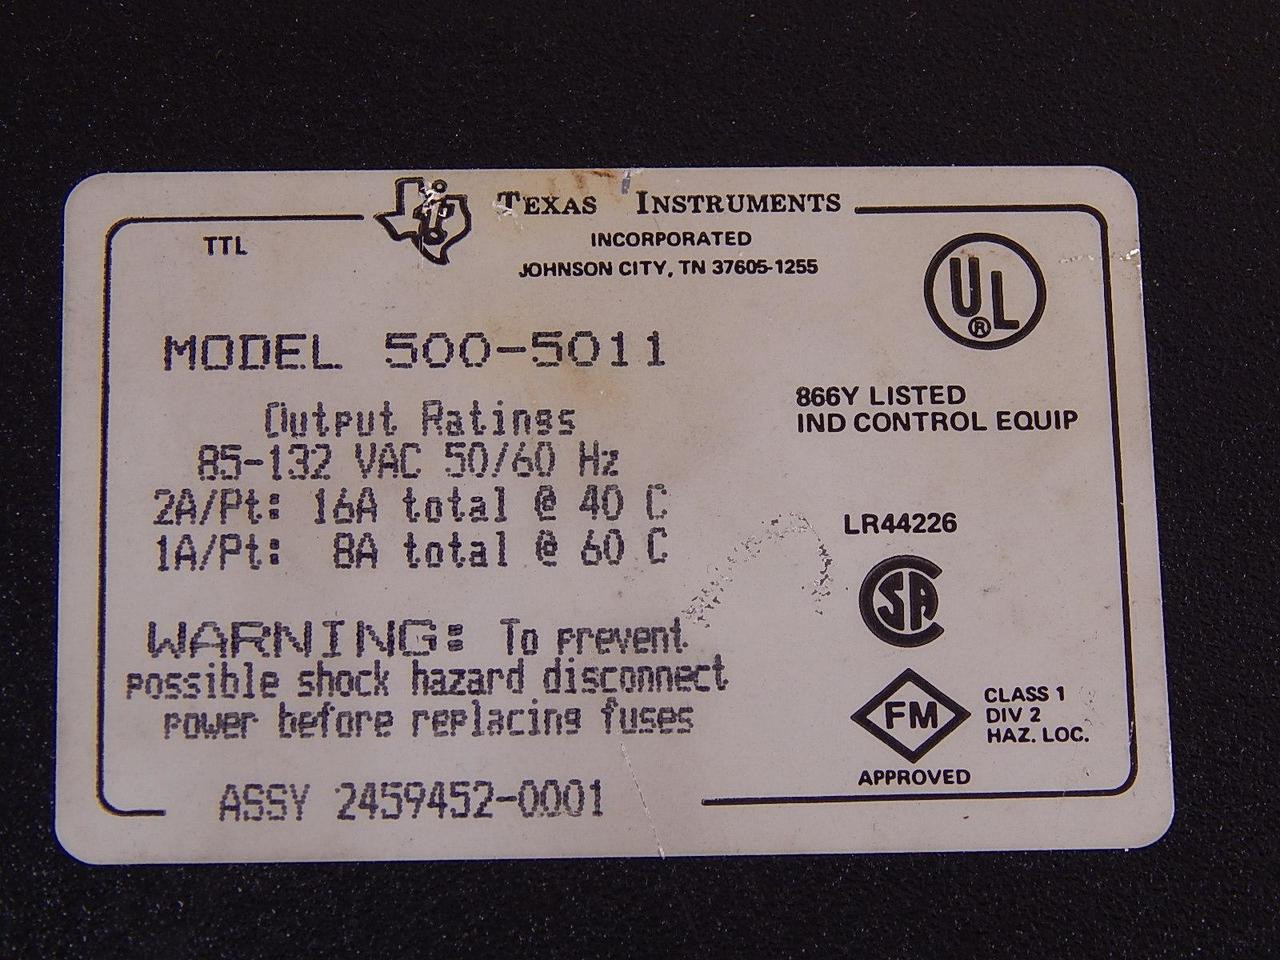 TEXAS INSTRUMENTS
INCORPORATED
JOHNSON CITY, TN 37605-1255
TTL
UL
®
MODEL 500-5011
Output Ratings
85-132 VAC 50/60 Hz
2A/Pt: 16A total @ 40 C
1A/Pt: 8A total @ 60 C
866Y LISTED
IND CONTROL EQUIP
LR44226
SA
WARNING: To prevent
possible shock hazard disconnect
power before replacing fuses
FM
APPROVED
CLASS 1
DIV 2
HAZ. LOC.
ASSY 2459452-0001